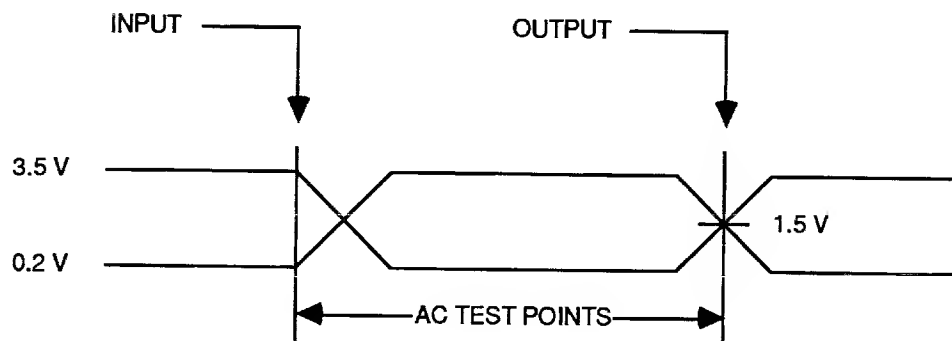 INPUT
OUTPUT
3.5 V
1.5 V
0.2 V
AC TEST POINTS